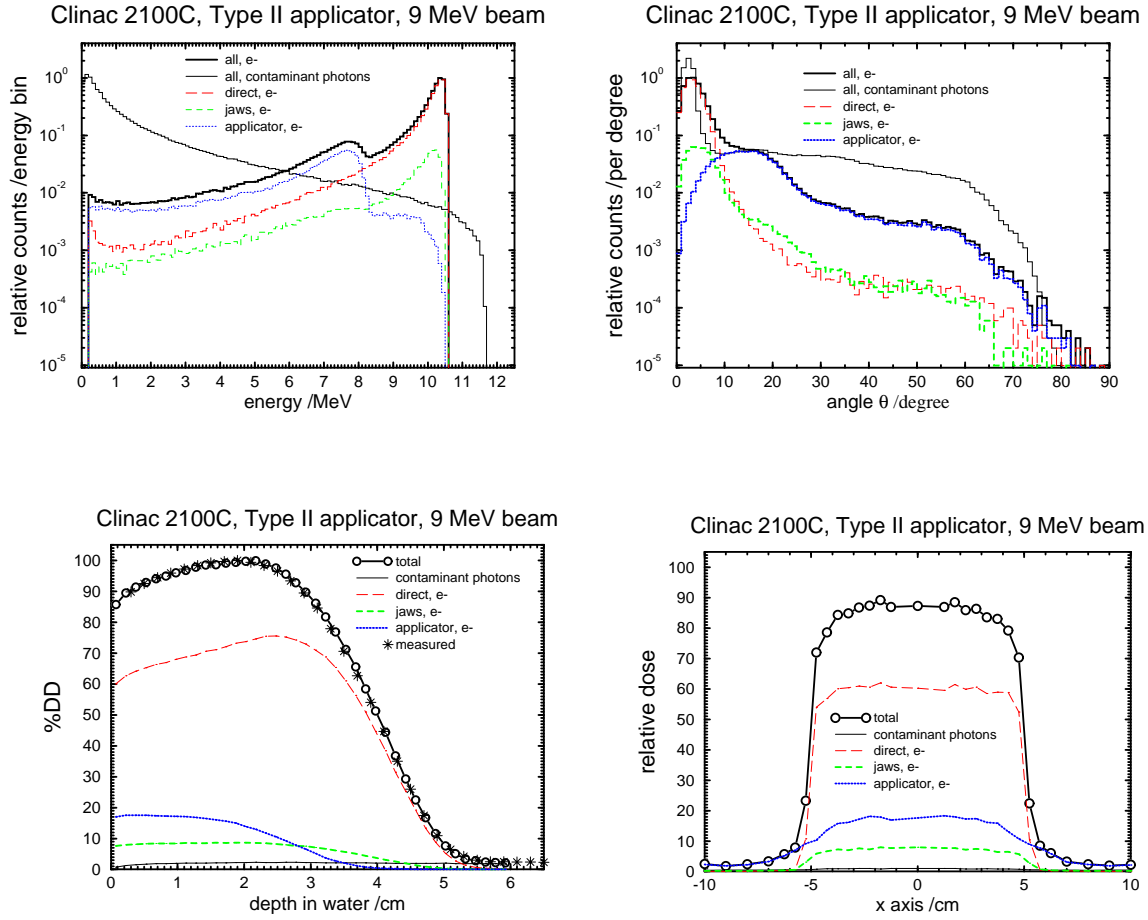 Clinac 2100C, Type II applicator, 9 MeV beam
relative counts /energy bin
10^0
10^-1
10^-2
10^-3
10^-4
10^-5
all, e-
all, contaminant photons
direct, e-
jaws, e-
applicator, e-
0 1 2 3 4 5 6 7 8 9 10 11 12
energy /MeV
Clinac 2100C, Type II applicator, 9 MeV beam
relative counts /per degree
10^0
10^-1
10^-2
10^-3
10^-4
10^-5
all, e-
all, contaminant photons
direct, e-
jaws, e-
applicator, e-
0 10 20 30 40 50 60 70 80 90
angle θ /degree
Clinac 2100C, Type II applicator, 9 MeV beam
%DD
100
90
80
70
60
50
40
30
20
10
0
total
contaminant photons
direct, e-
jaws, e-
applicator, e-
measured
0 1 2 3 4 5 6
depth in water /cm
Clinac 2100C, Type II applicator, 9 MeV beam
relative dose
100
90
80
70
60
50
40
30
20
10
0
total
contaminant photons
direct, e-
jaws, e-
applicator, e-
-10 -5 0 5 10
x axis /cm